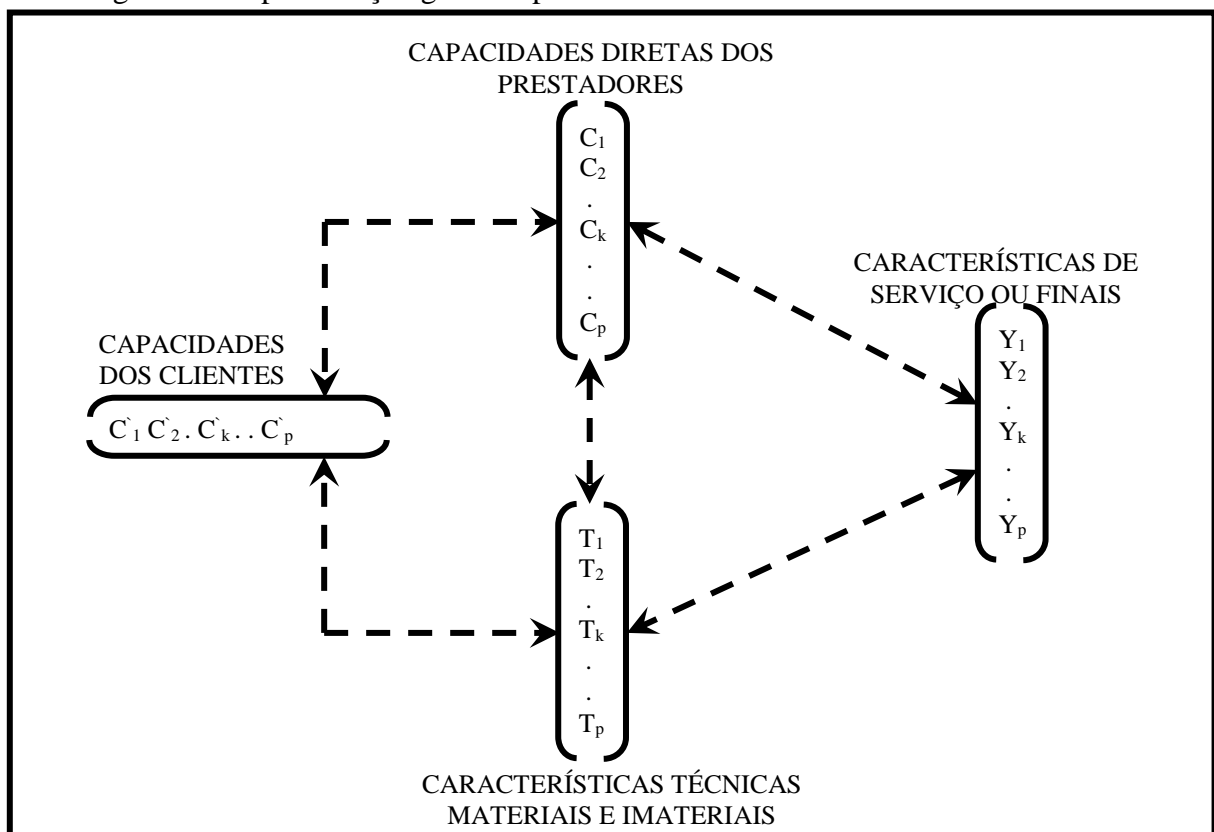 CAPACIDADES DIRETAS DOS
PRESTADORES
C1
C2
.
Ck
.
.
Cp
CARACTERÍSTICAS DE
SERVIÇO OU FINAIS
Y1
Y2
.
Yk
.
.
Yp
CAPACIDADES
DOS CLIENTES
C`1 C`2 . C`k . . C`p
T1
T2
.
Tk
.
.
Tp
CARACTERÍSTICAS TÉCNICAS
MATERIAIS E IMATERIAIS